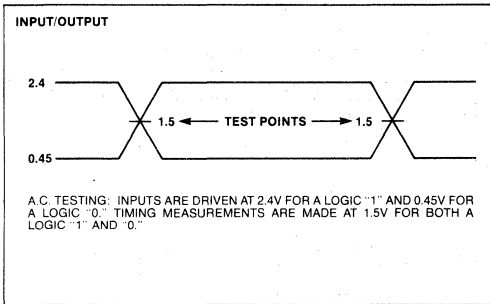 INPUT/OUTPUT
2.4
1.5 TEST POINTS 1.5
0.45
A.C. TESTING: INPUTS ARE DRIVEN AT 2.4V FOR A LOGIC "1" AND 0.45V FOR
A LOGIC "0." TIMING MEASUREMENTS ARE MADE AT 1.5V FOR BOTH A
LOGIC "1" AND "0."